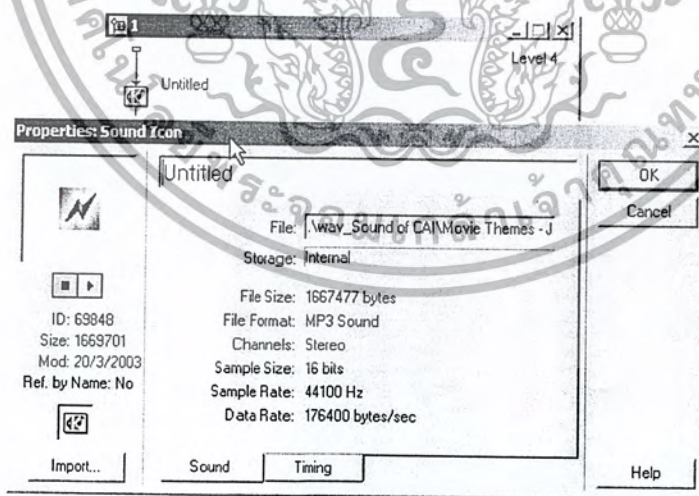 1
Level 4
Untitled
Properties: Sound Icon
Untitled
OK
Cancel
File: .\wav_Sound of CAI\Movie Themes - J
Storage: Internal
File Size: 1667477 bytes
File Format: MP3 Sound
Channels: Stereo
Sample Size: 16 bits
Sample Rate: 44100 Hz
Data Rate: 176400 bytes/sec
ID: 69848
Size: 1669701
Mod: 20/3/2003
Ref. by Name: No
Import...
Sound
Timing
Help